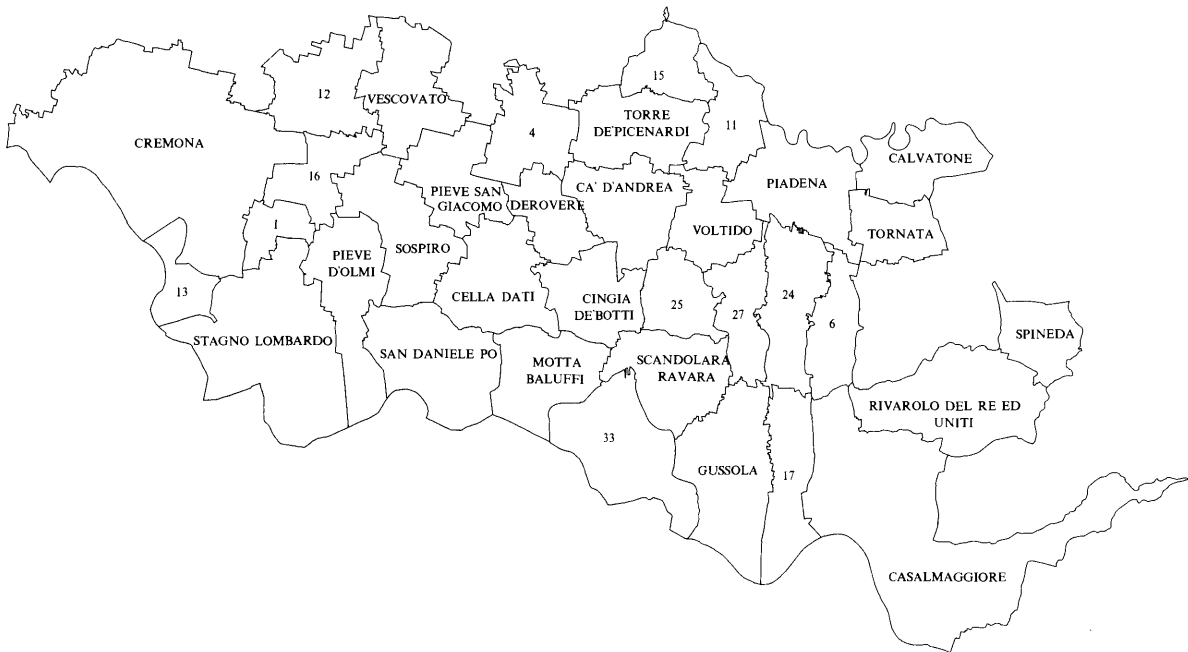 15
12
VESCOVATO
TORRE
DE'PICENARDI
4
11
CREMONA
CALVATONE
16
PIEVE SAN
GIACOMO
DEROVERE
CA' D'ANDREA
PIADENA
1
VOLTIDO
TORNATA
PIEVE
D'OLMI
SOSPIRO
13
CELLA DATI
CINGIA
DE'BOTTI
25
27
24
6
STAGNO LOMBARDO
SAN DANIELE PO
MOTTA
BALUFFI
SCANDOLARA
RAVARA
SPINEDA
RIVAROLO DEL RE ED
UNITI
33
GUSSOLA
17
CASALMAGGIORE